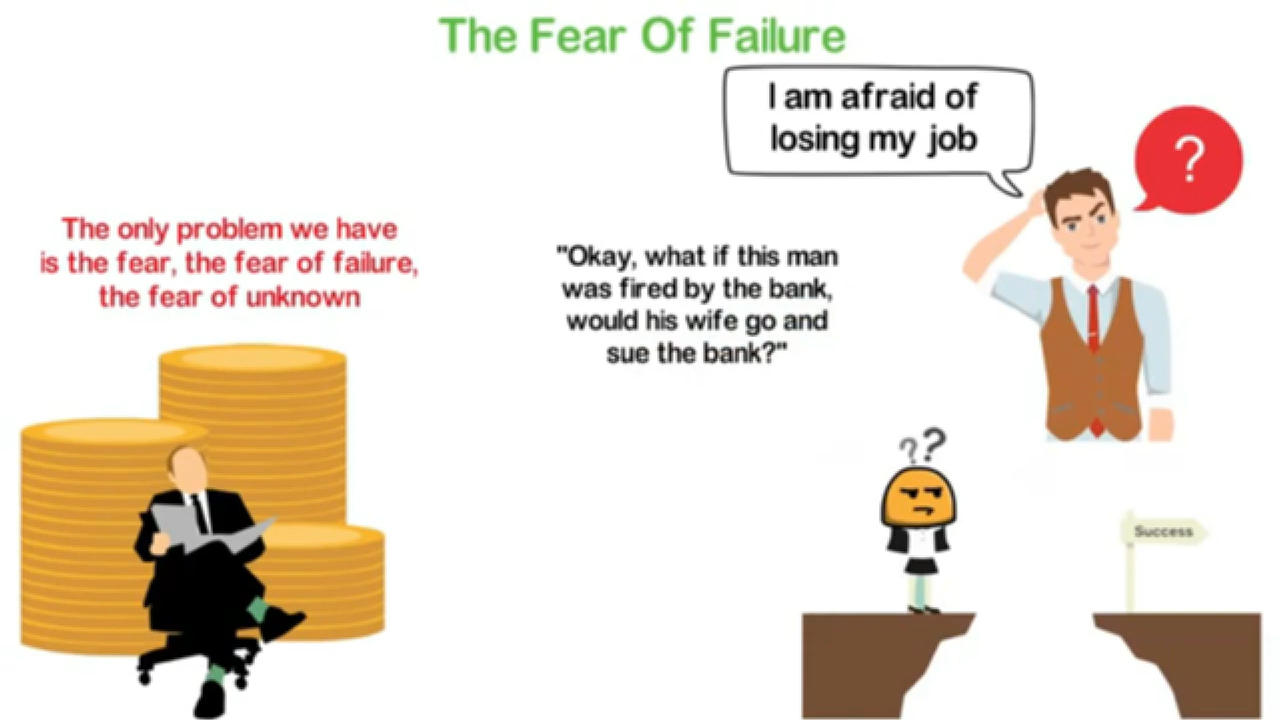 The Fear Of Failure
I am afraid of
losing my job
?
The only problem we have
is the fear, the fear of failure,
the fear of unknown
"Okay, what if this man
was fired by the bank,
would his wife go and
sue the bank?"
??
Success